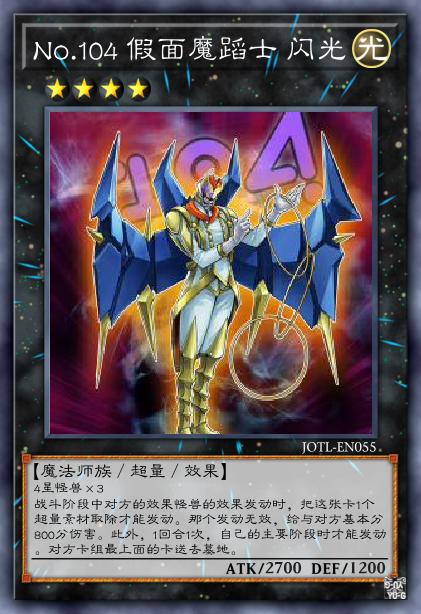 No.104 假面魔蹈士 闪光 光
104
JOTL-EN055
【魔法师族／超量／效果】
4星怪兽×3
战斗阶段中对方的效果怪兽的效果发动时，把这张卡1个
超量素材取除才能发动。那个发动无效，给与对方基本分
800分伤害。此外，1回合1次，自己的主要阶段时才能发动
。对方卡组最上面的卡送去墓地。
ATK/2700 DEF/1200